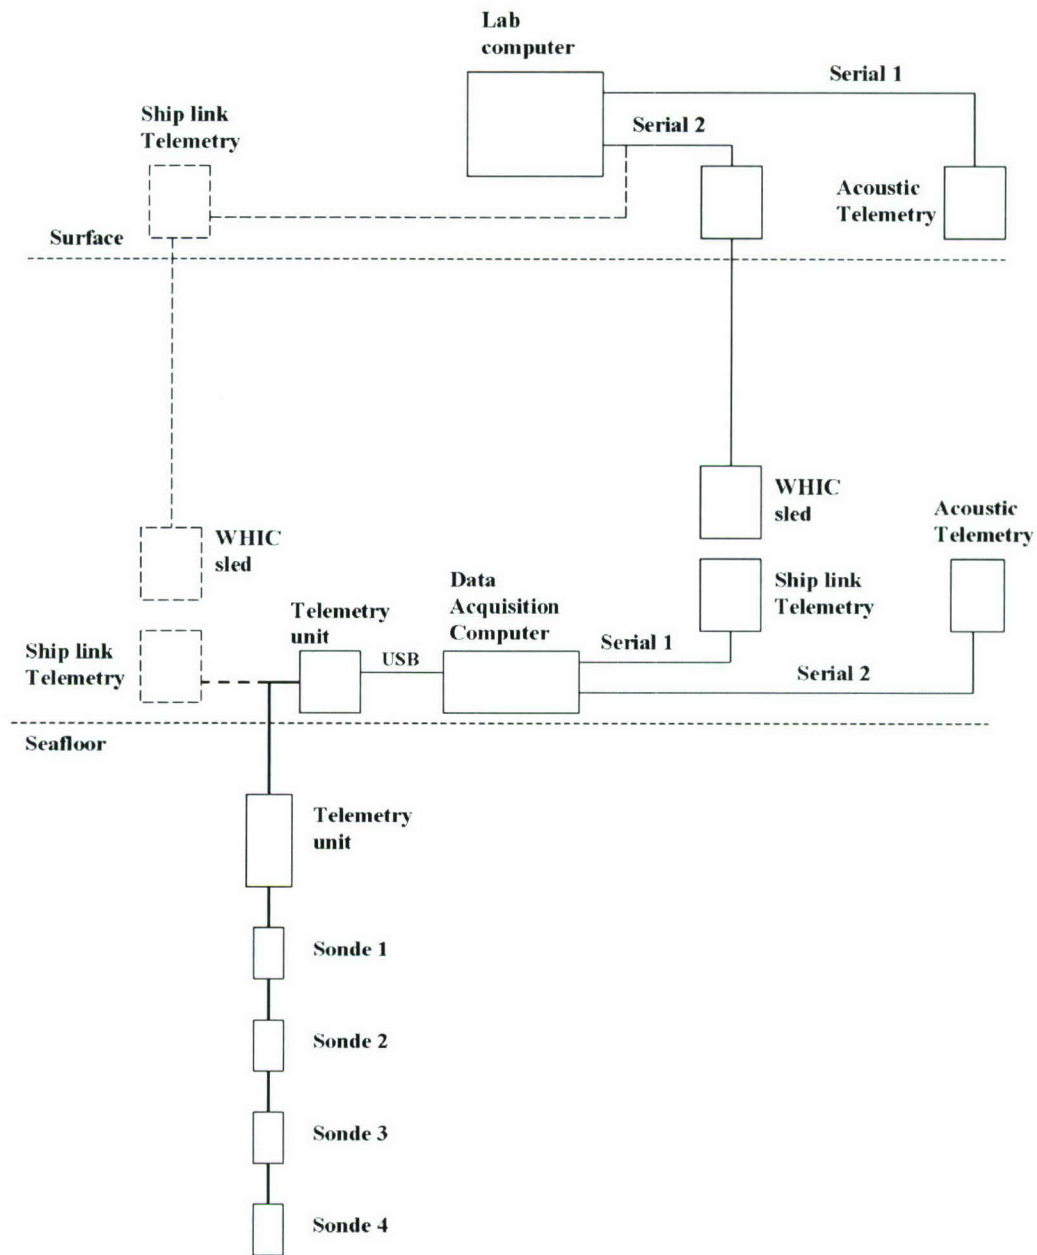 Lab
computer
Serial 1
Ship link
Telemetry
Serial 2
Acoustic
Telemetry
Surface
WHIC
sled
WHIC
sled
Acoustic
Telemetry
Data
Acquisition
Computer
Ship link
Telemetry
Telemetry
unit
Ship link
Telemetry
USB
Serial 1
Serial 2
Seafloor
Telemetry
unit
Sonde 1
Sonde 2
Sonde 3
Sonde 4